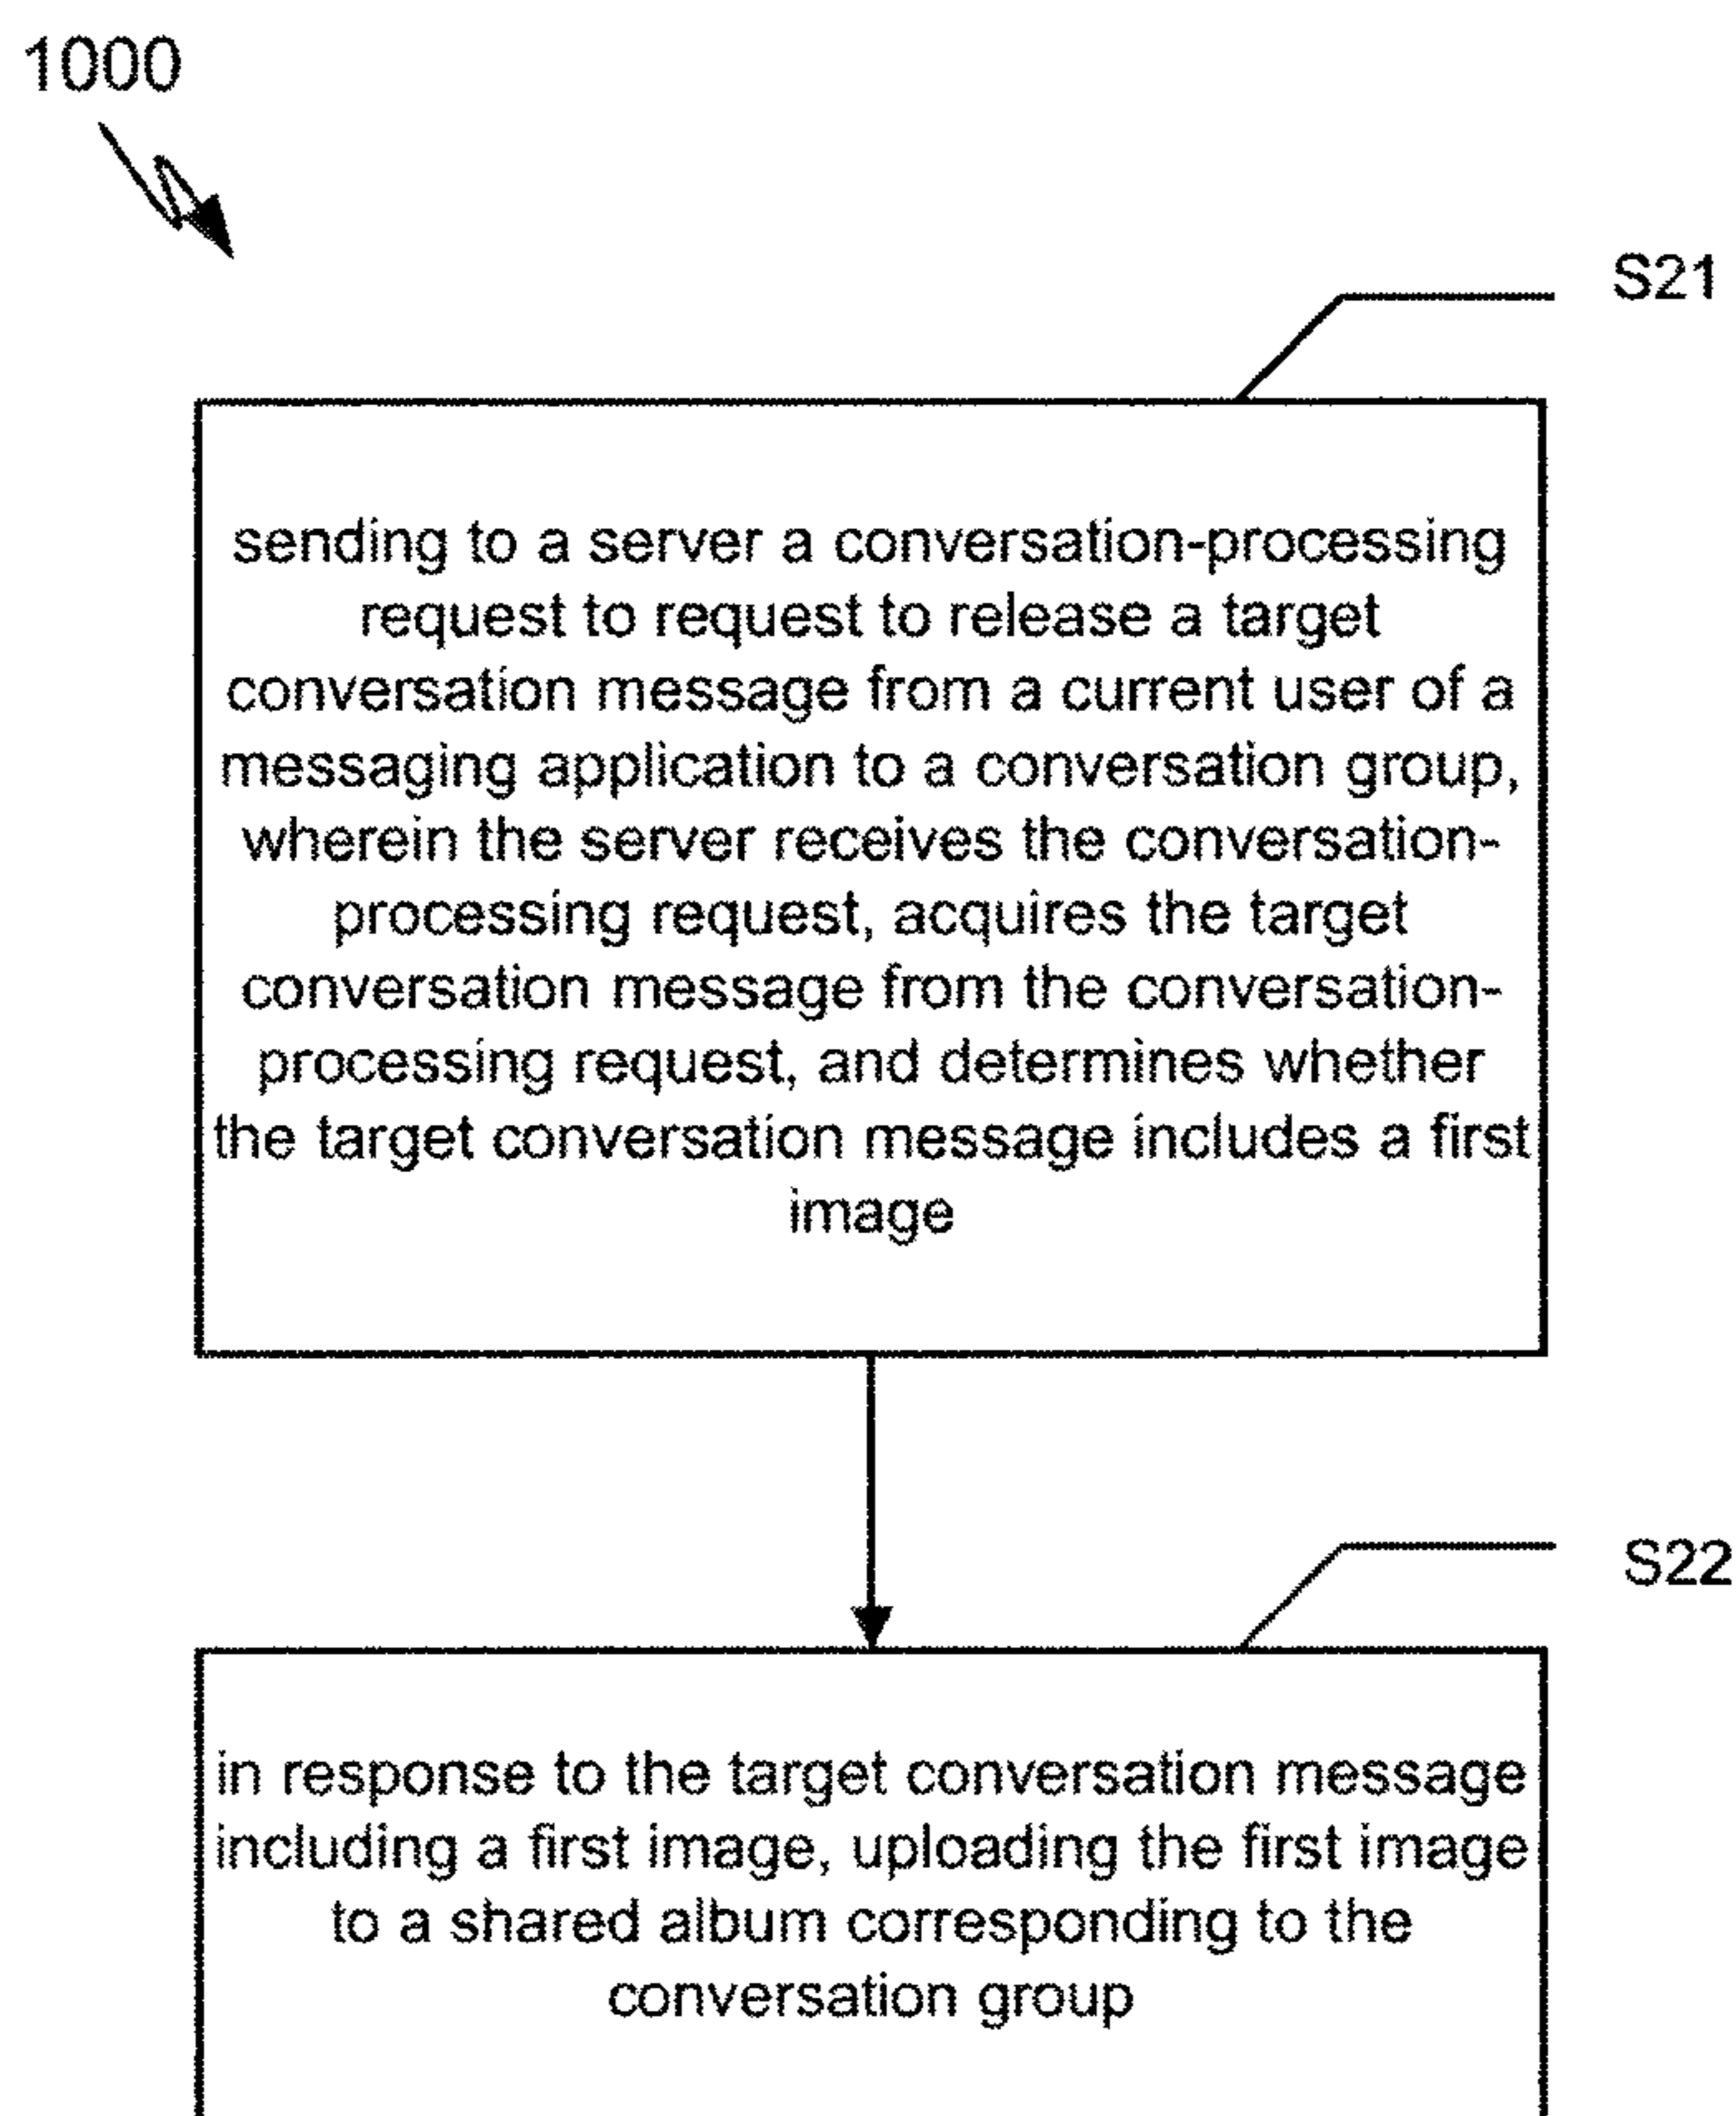 1000
S21
sending to a server a conversation-processing
request to request to release a target
conversation message from a current user of a
messaging application to a conversation group,
wherein the server receives the conversation-
processing request, acquires the target
conversation message from the conversation-
processing request, and determines whether
the target conversation message includes a first
image
S22
in response to the target conversation message
including a first image, uploading the first image
to a shared album corresponding to the
conversation group